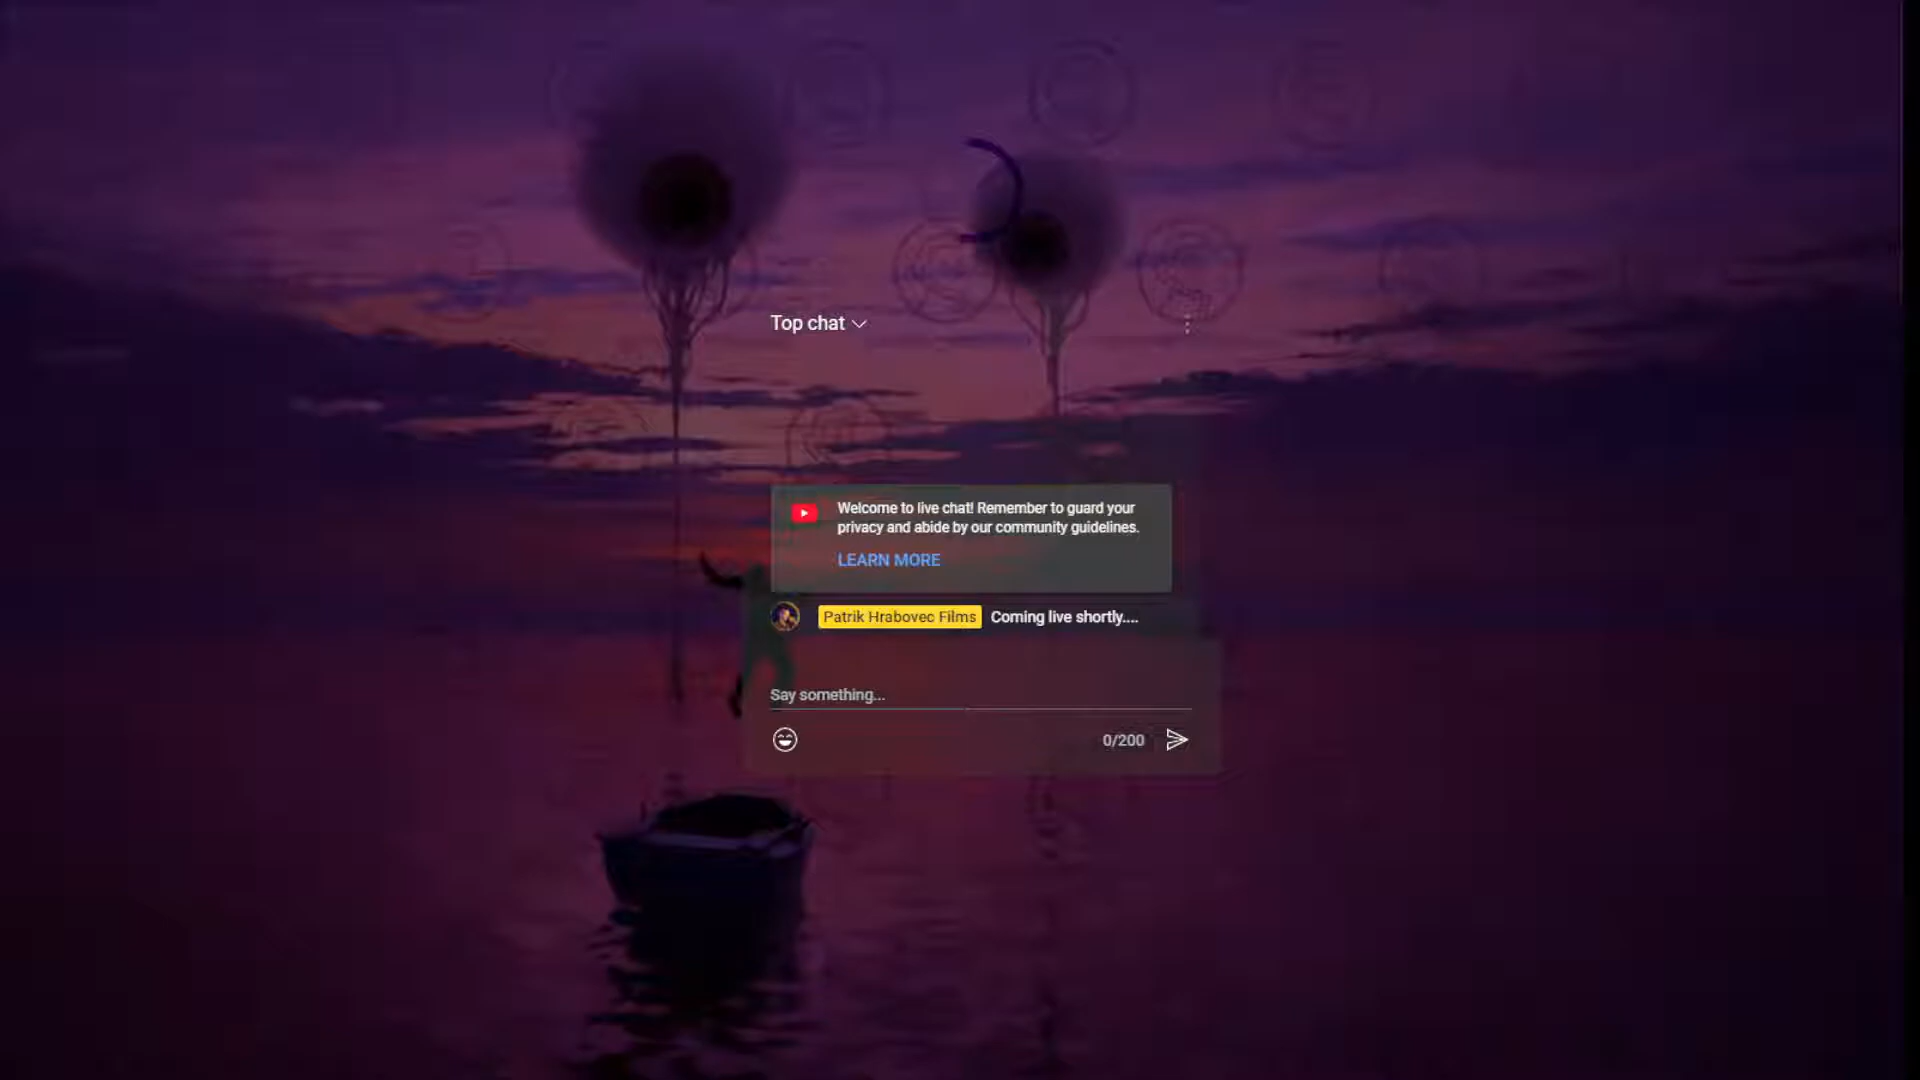 Top chat
Welcome to live chat! Remember to guard your
privacy and abide by our community guidelines.
LEARN MORE
Patrik Hrabovec Films Coming live shortly....
Say something...
0/200